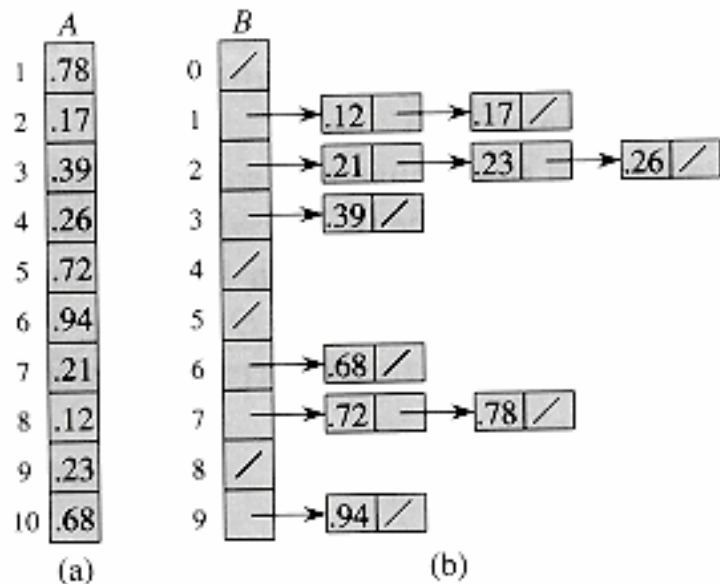 A B
1 .78 0
2 .17 1 .12 .17
3 .39 2 .21 .23 .26
4 .26 3 .39
5 .72 4
6 .94 5
7 .21 6 .68
8 .12 7 .72 .78
9 .23 8
10 .68 9 .94
(a) (b)